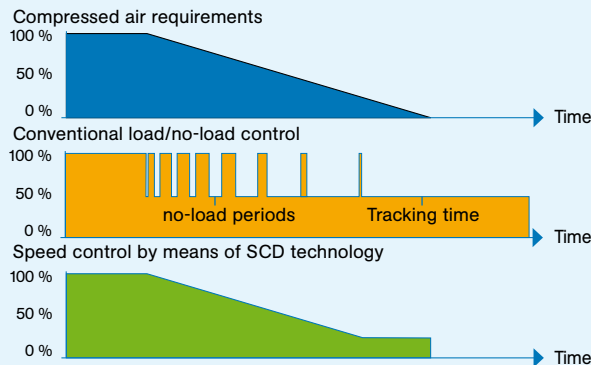 Compressed air requirements
100 %
50 %
0 %
Time
Conventional load/no-load control
100 %
50 %
no-load periods
Tracking time
0 %
Time
Speed control by means of SCD technology
100 %
50 %
0 %
Time